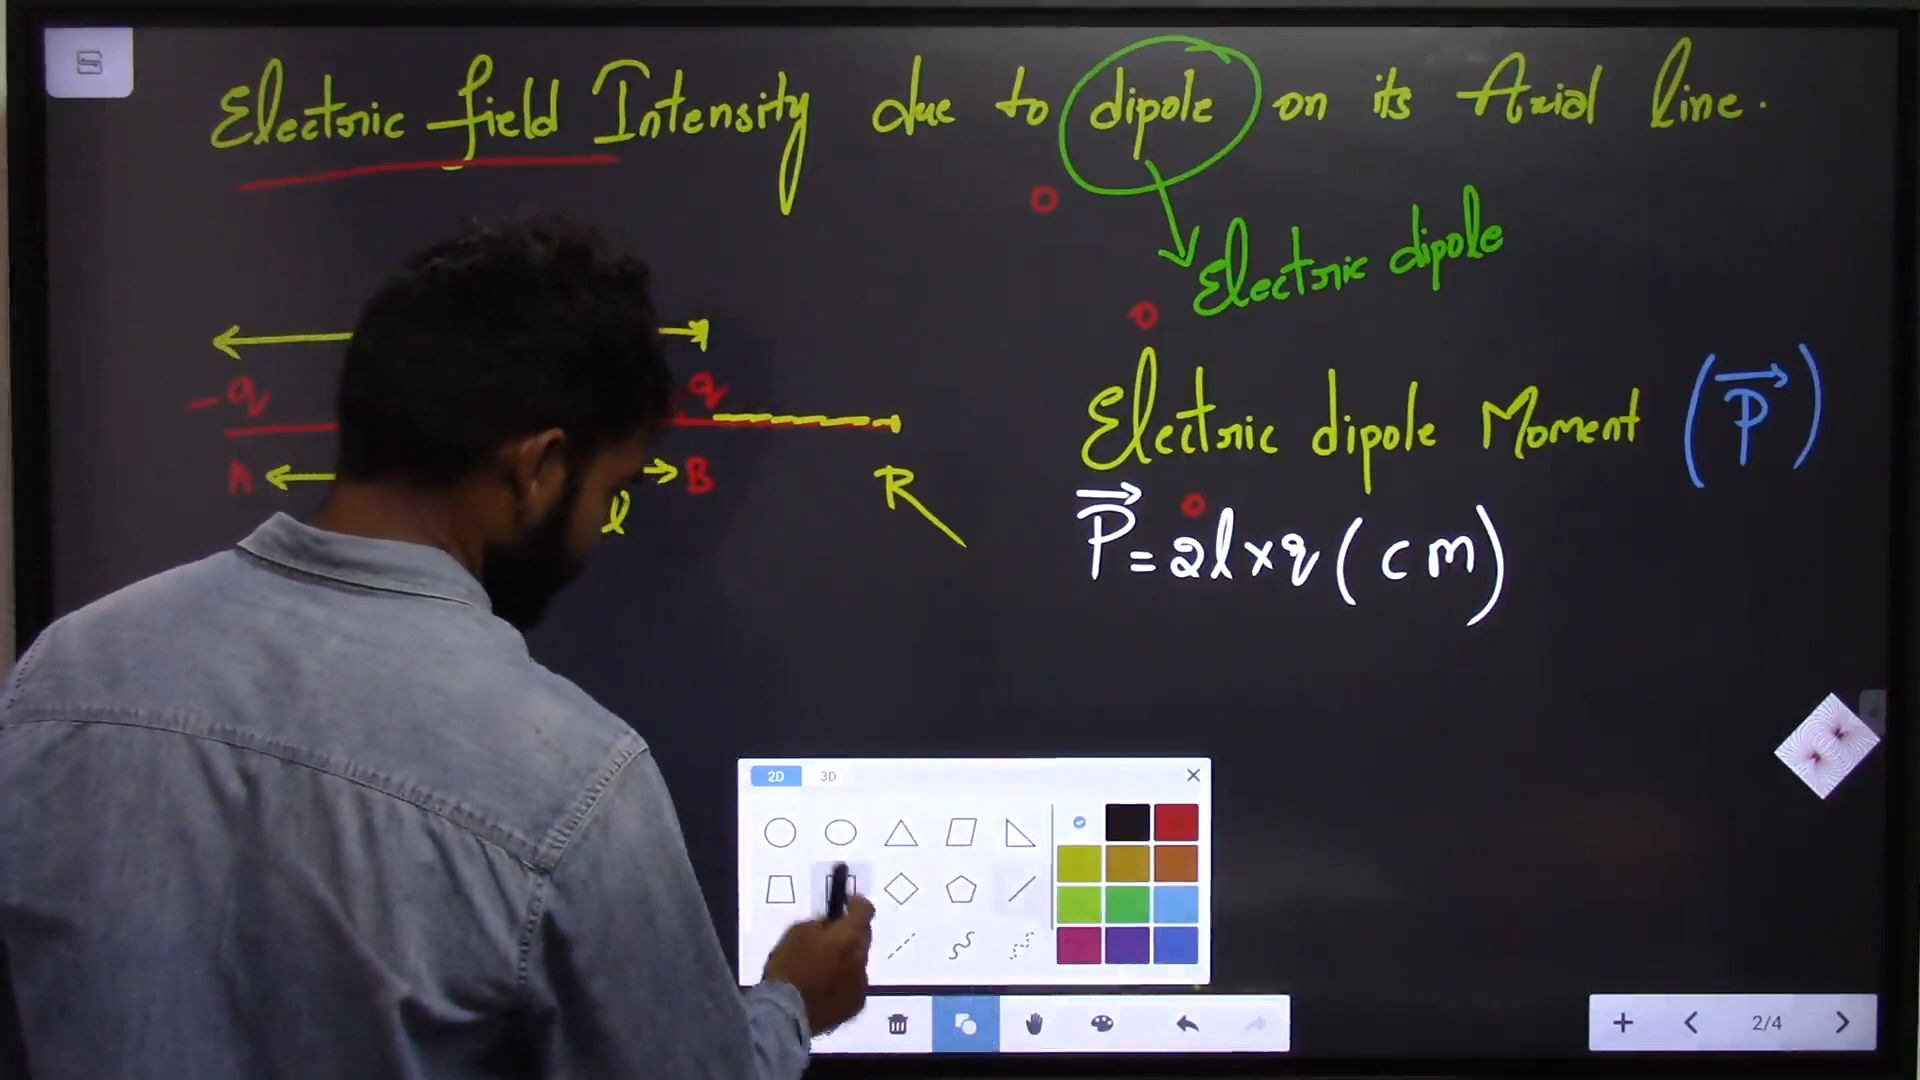 Electric field Intensity due to dipole on its Axial line.
Electric dipole
-q q
A B
l
R
Electric dipole Moment (P)
P = 2l x q (cm)
2D 3D
2/4